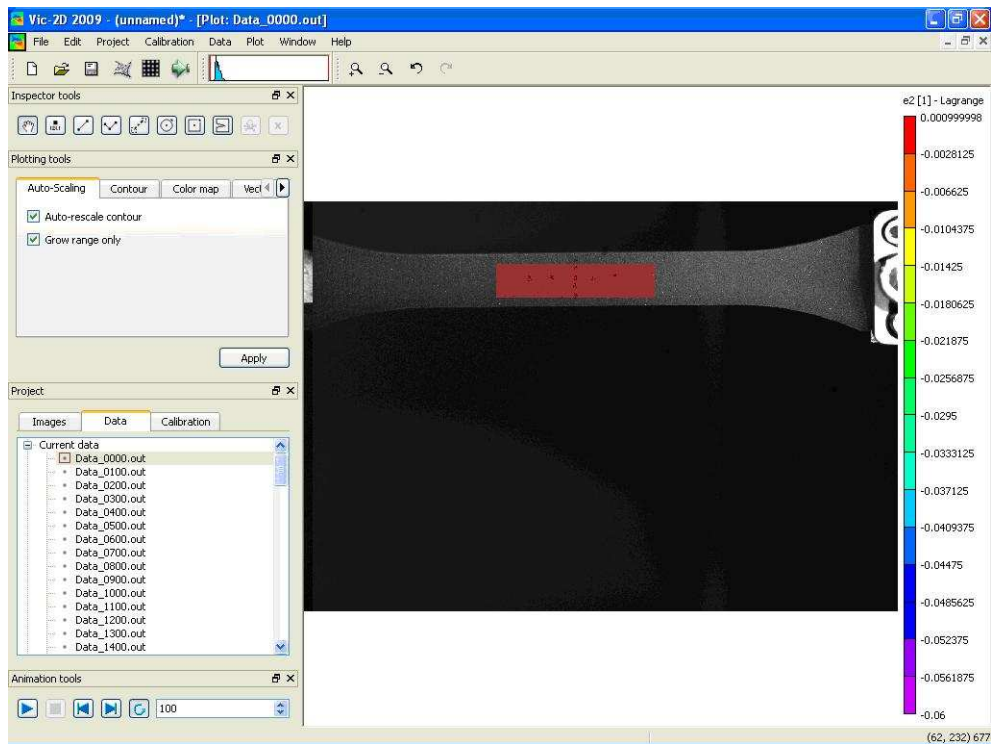 Vic-2D 2009 - (unnamed)* - [Plot: Data_0000.out]
File Edit Project Calibration Data Plot Window Help
Inspector tools
Plotting tools
Auto-Scaling Contour Color map
Auto-rescale contour
Grow range only
Apply
Project
Images Data Calibration
Current data
Data_0000.out
Data_0100.out
Data_0200.out
Data_0300.out
Data_0400.out
Data_0500.out
Data_0600.out
Data_0700.out
Data_0800.out
Data_0900.out
Data_1000.out
Data_1100.out
Data_1200.out
Data_1300.out
Data_1400.out
Animation tools
100
e2 [1] - Lagrange
0.000999998
-0.0028125
-0.006625
-0.0104375
-0.01425
-0.0180625
-0.021875
-0.0256875
-0.0295
-0.0333125
-0.037125
-0.0409375
-0.04475
-0.0485625
-0.052375
-0.0561875
-0.06
(62, 232) 677